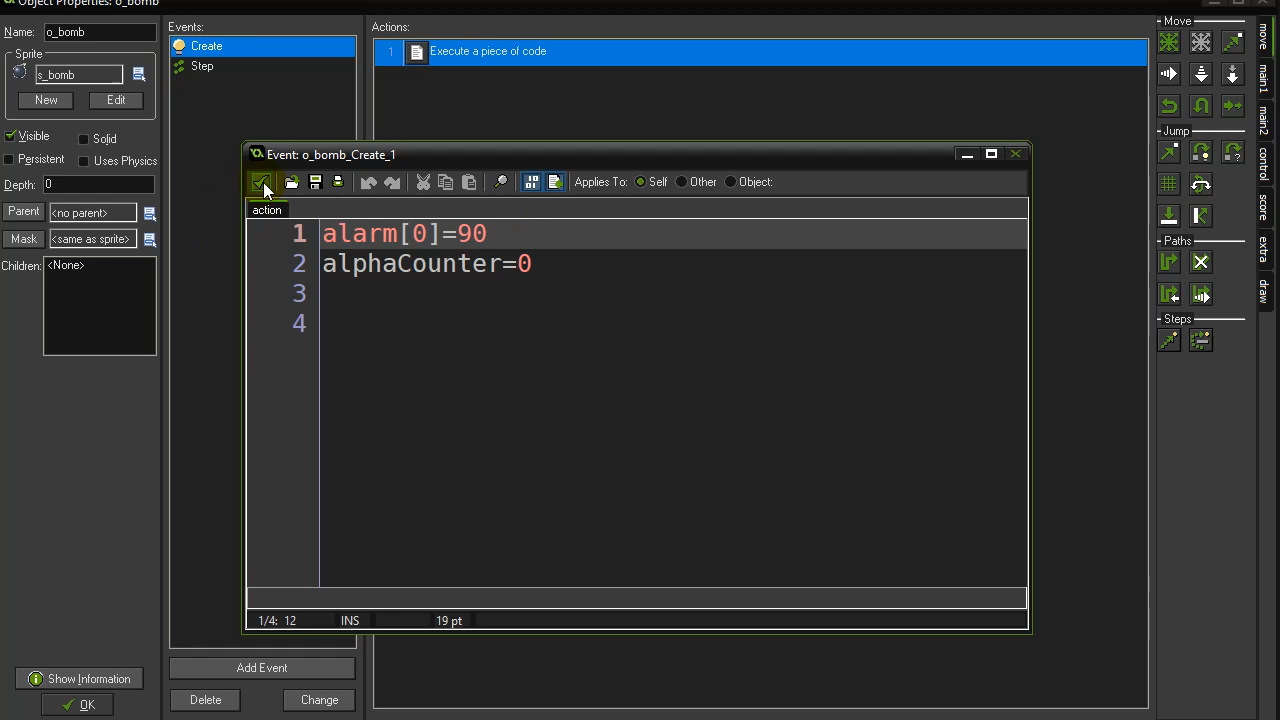 Object Properties: o_bomb
Name: o_bomb
Sprite
s_bomb
New Edit
Visible Solid
Persistent Uses Physics
Depth: 0
Parent <no parent>
Mask <same as sprite>
Children: <None>
Show Information
OK
Events:
Create
Step
Add Event
Delete Change
Actions:
1 Execute a piece of code
Event: o_bomb_Create_1
Applies To: Self Other Object:
action
1 alarm[0]=90
2 alphaCounter=0
3
4
1/4: 12 INS 19 pt
Move
Jump
Paths
Steps
move
main1
main2
control
score
extra
draw